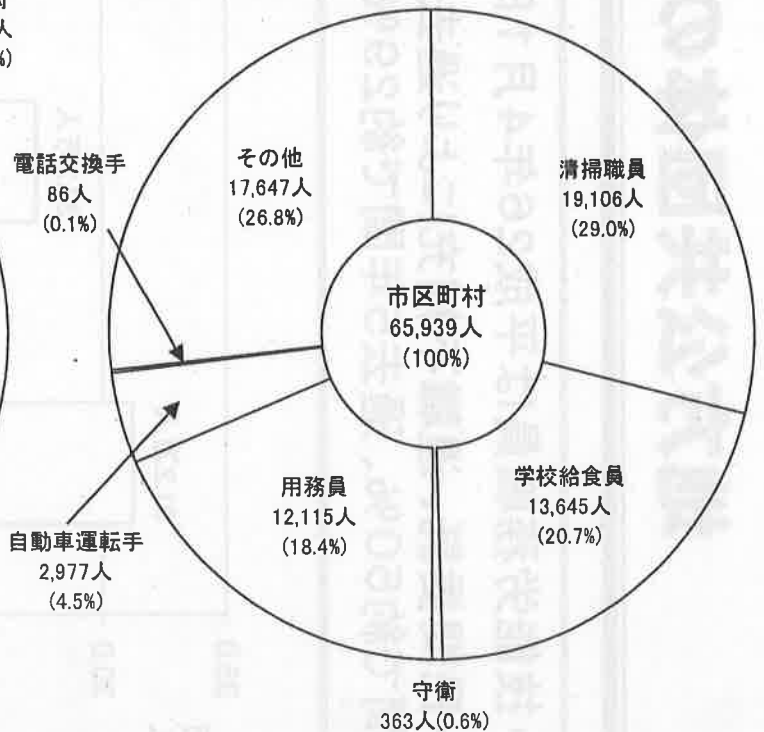 人
%)
電話交換手
86人
(0.1%)
その他
17,647人
(26.8%)
清掃職員
19,106人
(29.0%)
市区町村
65,939人
(100%)
学校給食員
13,645人
(20.7%)
用務員
12,115人
(18.4%)
自動車運転手
2,977人
(4.5%)
守衛
363人(0.6%)